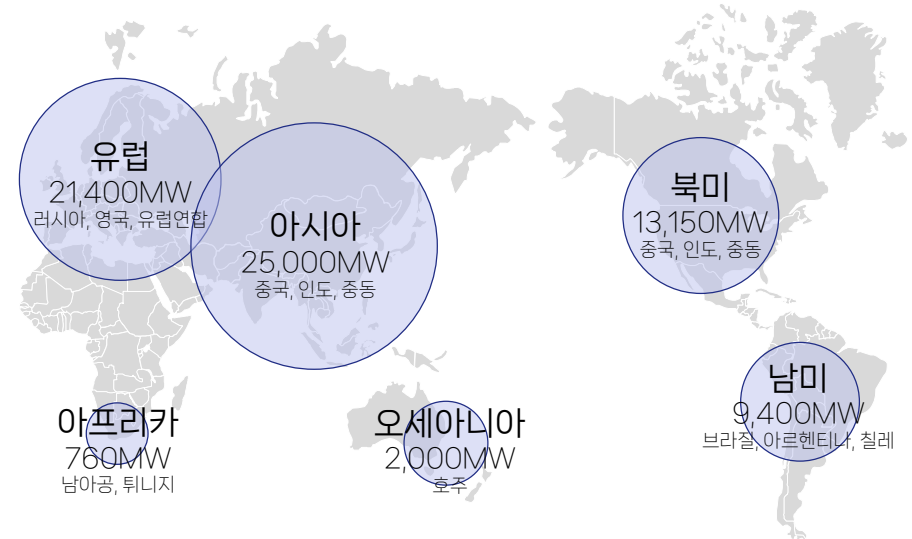 유럽
21,400MW
러시아, 영국, 유럽연합
아시아
25,000MW
중국, 인도, 중동
북미
13,150MW
중국, 인도, 중동
남미
9,400MW
브라질, 아르헨티나, 칠레
아프리카
760MW
남아공, 튀니지
오세아니아
2,000MW
호주